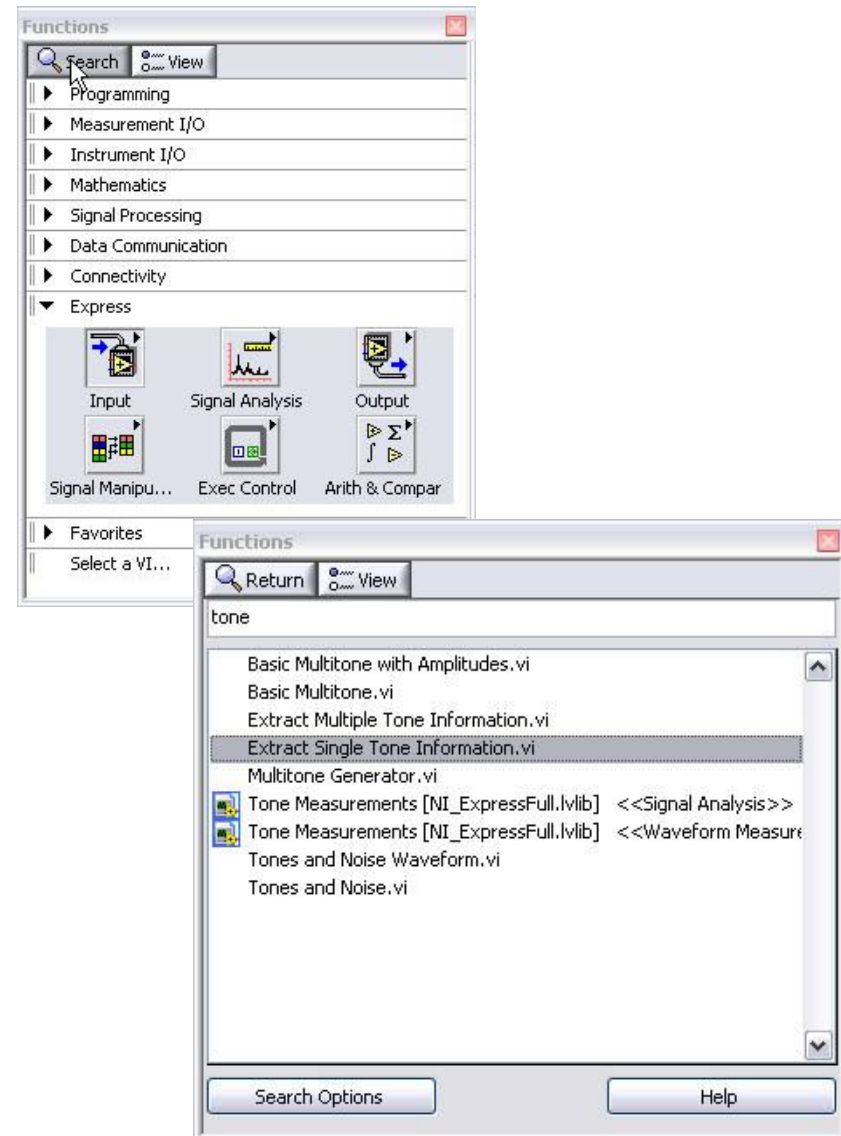 Functions
Search View
Programming
Measurement I/O
Instrument I/O
Mathematics
Signal Processing
Data Communication
Connectivity
Express
Input Signal Analysis Output
Signal Manipu... Exec Control Arith & Compar
Favorites
Select a VI...
Functions
Return View
tone
Basic Multitone with Amplitudes.vi
Basic Multitone.vi
Extract Multiple Tone Information.vi
Extract Single Tone Information.vi
Multitone Generator.vi
Tone Measurements [NI_ExpressFull.lvlib] <<Signal Analysis>>
Tone Measurements [NI_ExpressFull.lvlib] <<Waveform Measure
Tones and Noise Waveform.vi
Tones and Noise.vi
Search Options Help